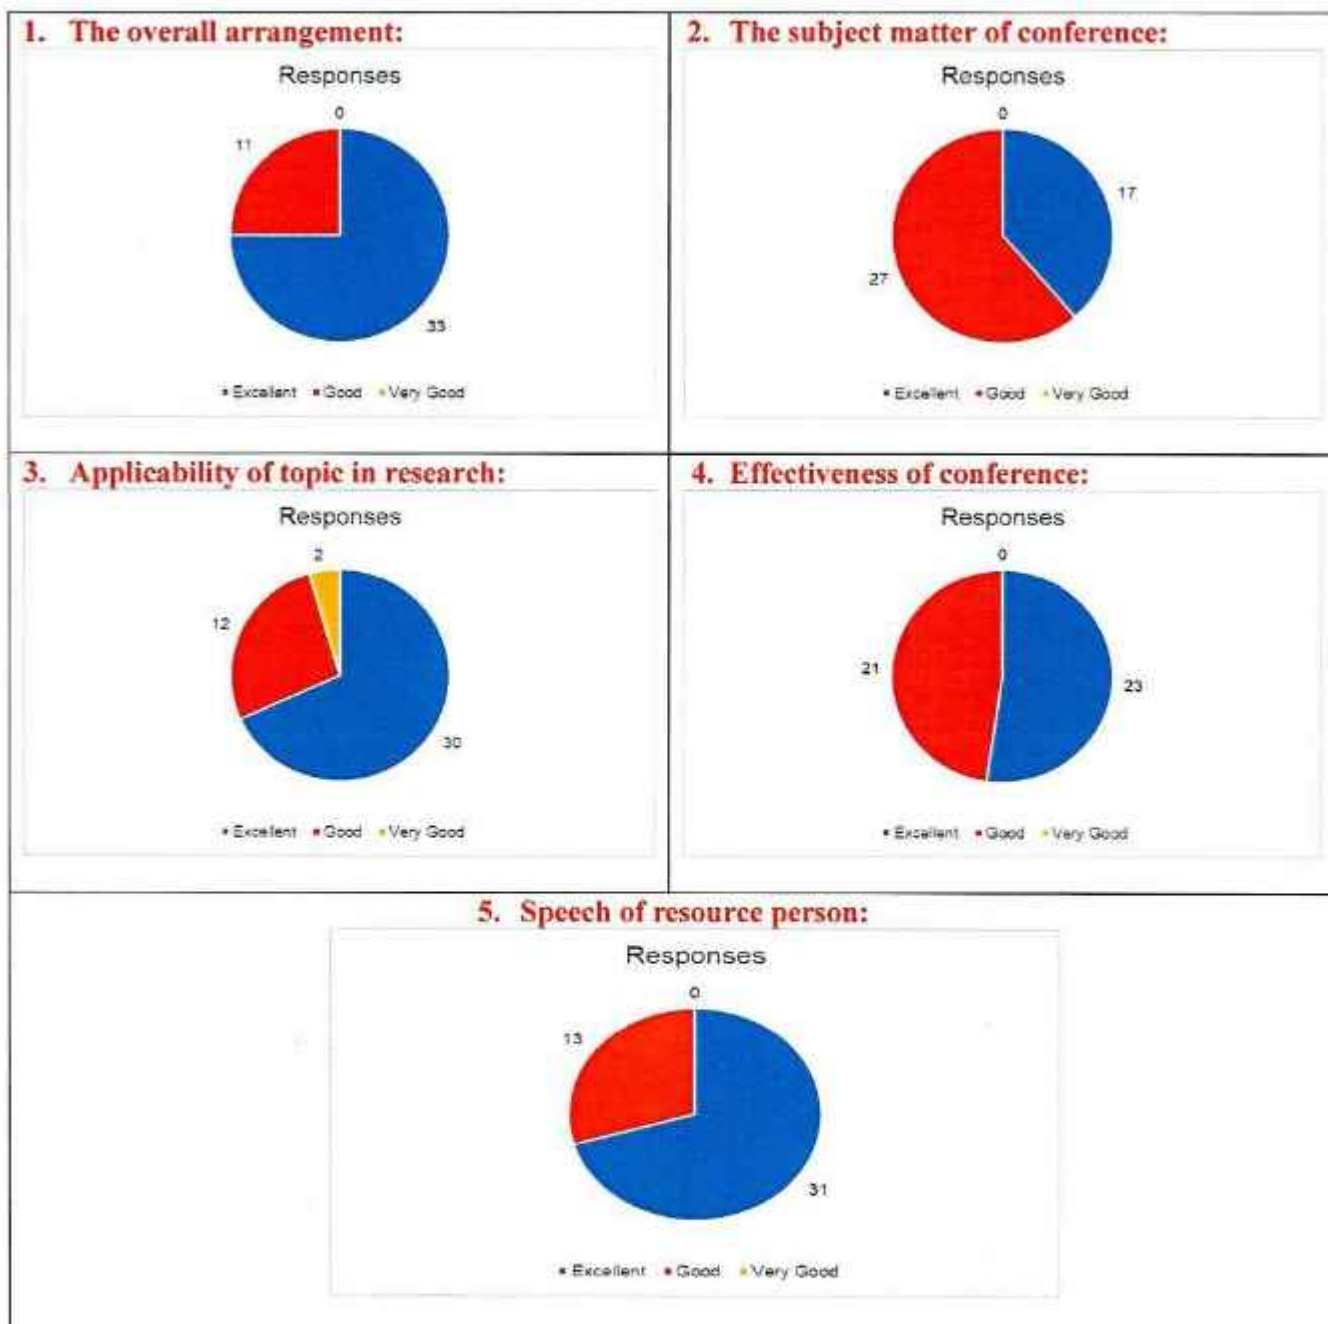 1. The overall arrangement:
Responses
0
11
33
Excellent Good Very Good
2. The subject matter of conference:
Responses
0
17
27
Excellent Good Very Good
3. Applicability of topic in research:
Responses
2
12
30
Excellent Good Very Good
4. Effectiveness of conference:
Responses
0
21
23
Excellent Good Very Good
5. Speech of resource person:
Responses
0
13
31
Excellent Good Very Good